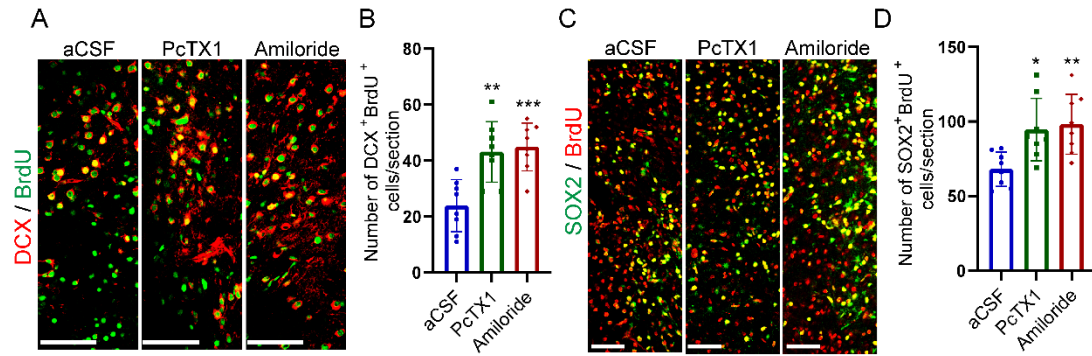 A
aCSF PcTX1 Amiloride
DCX / BrdU
B
Number of DCX⁺BrdU⁺
cells/section
80
60
40
20
0
**
***
aCSF
PcTX1
Amiloride
C
aCSF PcTX1 Amiloride
SOX2 / BrdU
D
Number of SOX2⁺BrdU⁺
cells/section
150
100
50
0
*
**
aCSF
PcTX1
Amiloride